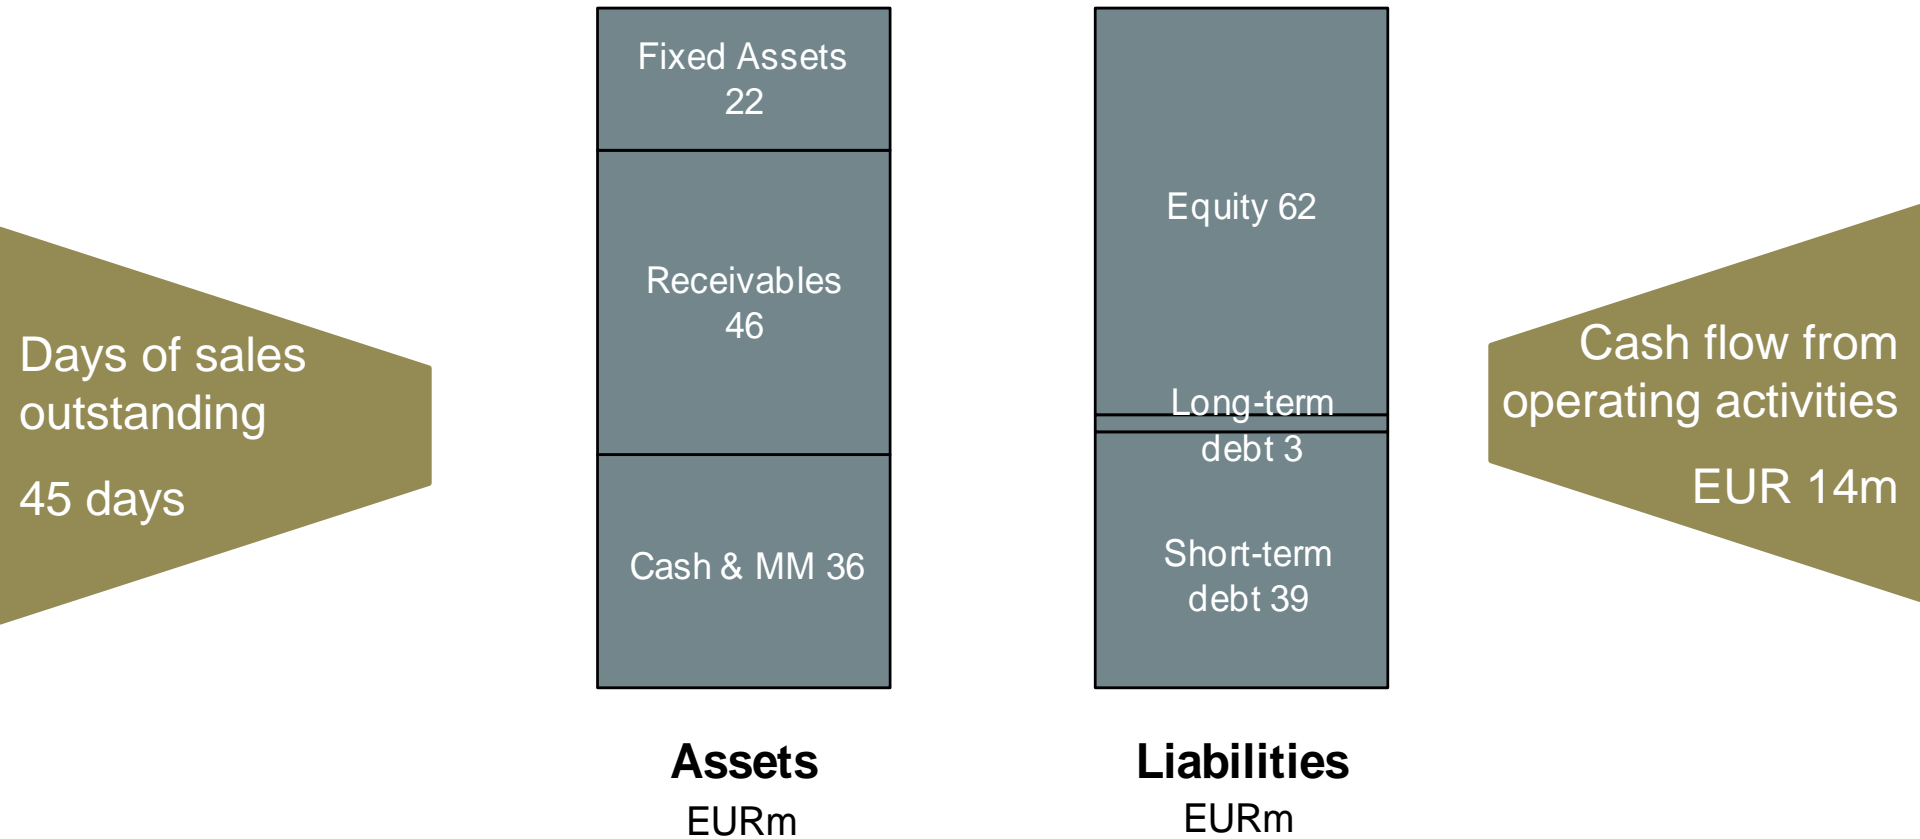 Days of sales
outstanding
45 days
Fixed Assets
22
Receivables
46
Cash & MM 36
Assets
EURm
Equity 62
Long-term
debt 3
Short-term
debt 39
Liabilities
EURm
Cash flow from
operating activities
EUR 14m